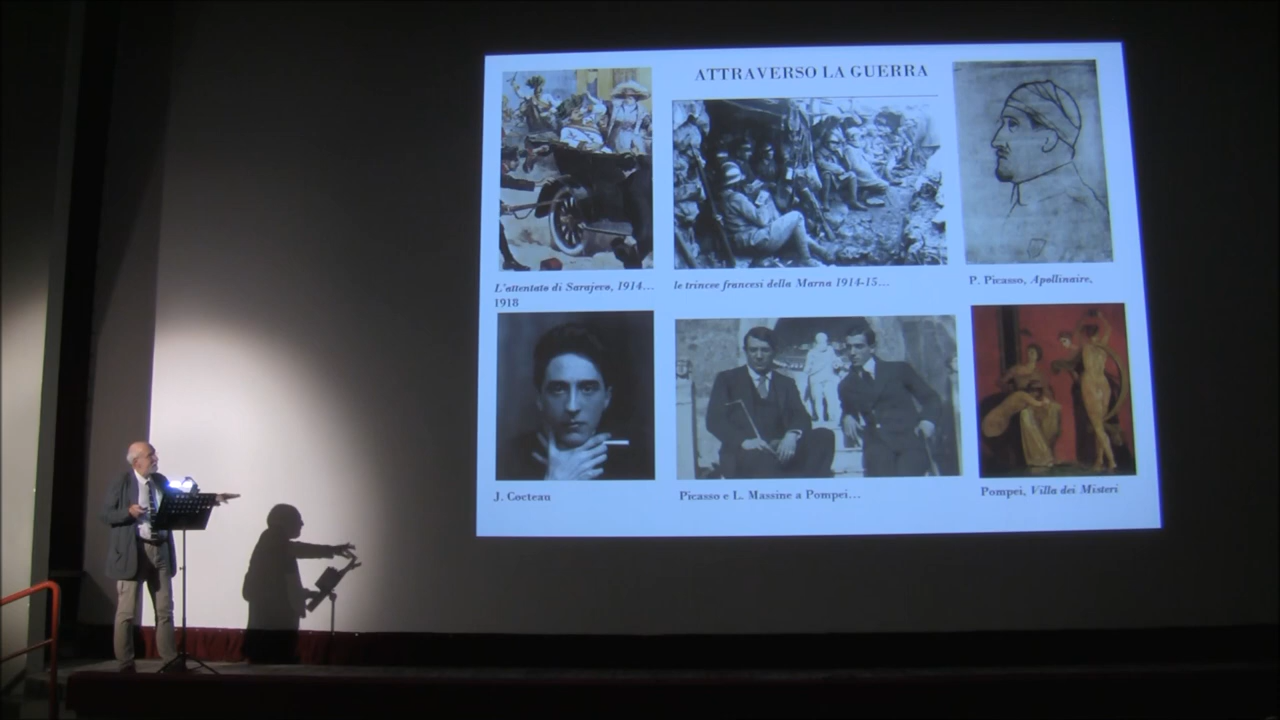 ATTRAVERSO LA GUERRA
L'attentato di Sarajevo, 1914...
1918
le trincee francesi della Marna 1914-15...
P. Picasso, Apollinaire,
J. Cocteau
Picasso e L. Massine a Pompei...
Pompei, Villa dei Misteri